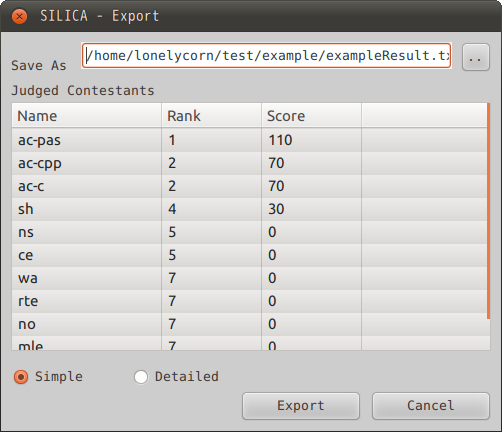 SILICA - Export
Save As /home/lonelycorn/test/example/exampleResult.tx ..
Judged Contestants
Name Rank Score
ac-pas 1 110
ac-cpp 2 70
ac-c 2 70
sh 4 30
ns 5 0
ce 5 0
wa 7 0
rte 7 0
no 7 0
mle 7 0
Simple Detailed
Export Cancel